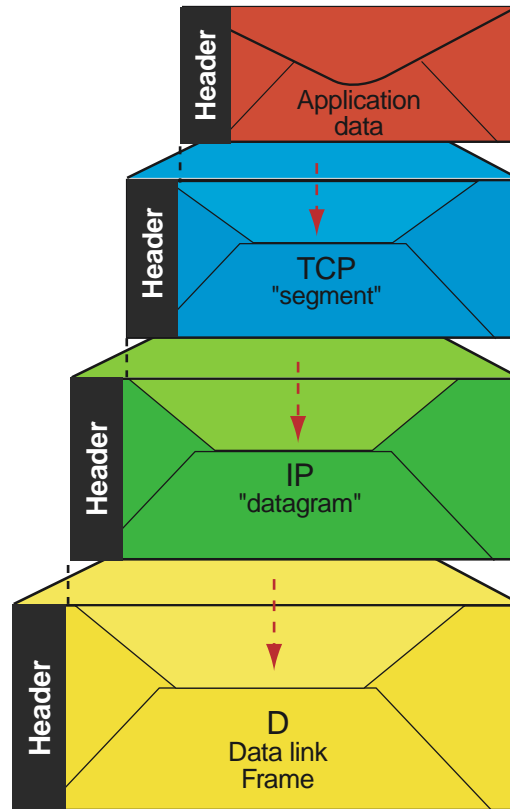 Header
Application
data
Header
TCP
"segment"
Header
IP
"datagram"
Header
D
Data link
Frame